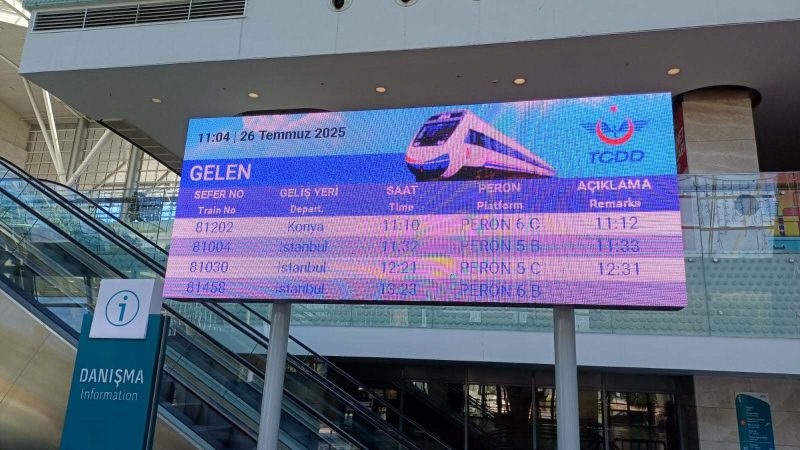 11:04 | 26 Temmuz 2025
TCDD
GELEN
SEFER NO GELİŞ YERİ SAAT PERON AÇIKLAMA
Train No Depart. Time Platform Remarks
81202 Konya 11:10 PERON 6 C 11:12
81004 İstanbul 11:32 PERON 5 B 11:33
81030 İstanbul 12:21 PERON 5 C 12:31
81458 İstanbul 13:23 PERON 6 B
i
DANIŞMA
Information